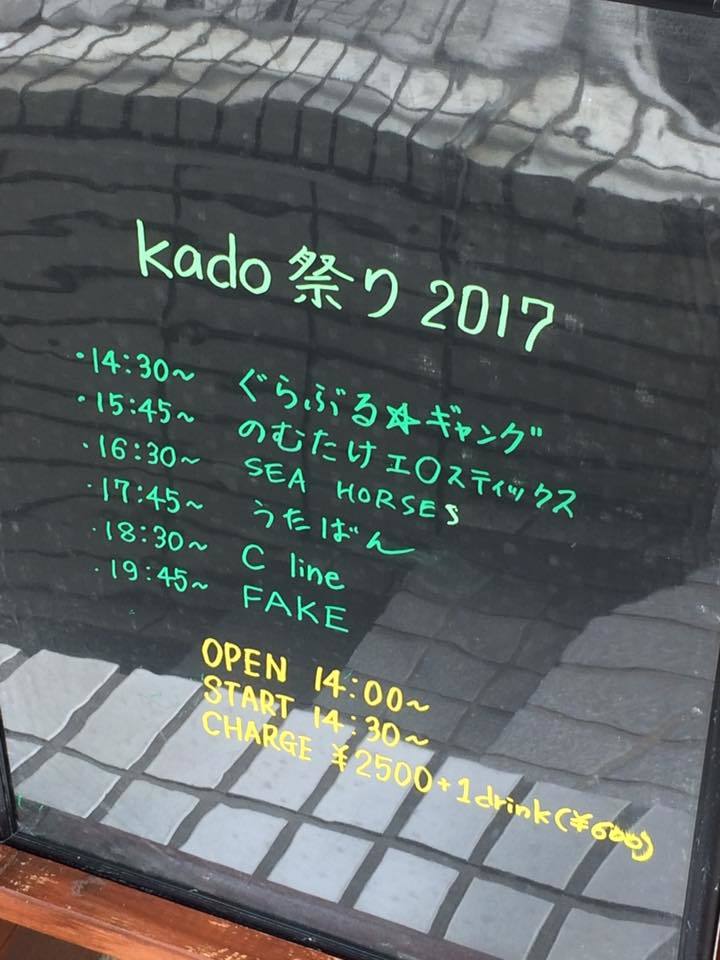 kado 祭り 2017
・14:30〜 ぐらぶる☆ギャング
・15:45〜 のむたけエロスティックス
・16:30〜 SEA HORSES
・17:45〜 うたばん
・18:30〜 C line
・19:45〜 FAKE
OPEN 14:00〜
START 14:30〜
CHARGE ¥2500+1drink(¥600)